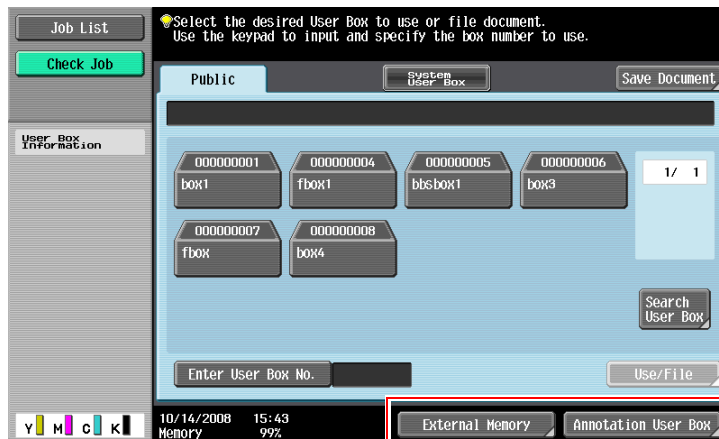 Job List
Select the desired User Box to use or file document.
Use the keypad to input and specify the box number to use.
Check Job
Public
System
User Box
Save Document
User Box
Information
000000001
box1
000000004
fbox1
000000005
bbsbox1
000000006
box3
1/ 1
000000007
fbox
000000008
box4
Search
User Box
Enter User Box No.
Use/File
Y M C K
10/14/2008 15:43
Memory 99%
External Memory
Annotation User Box